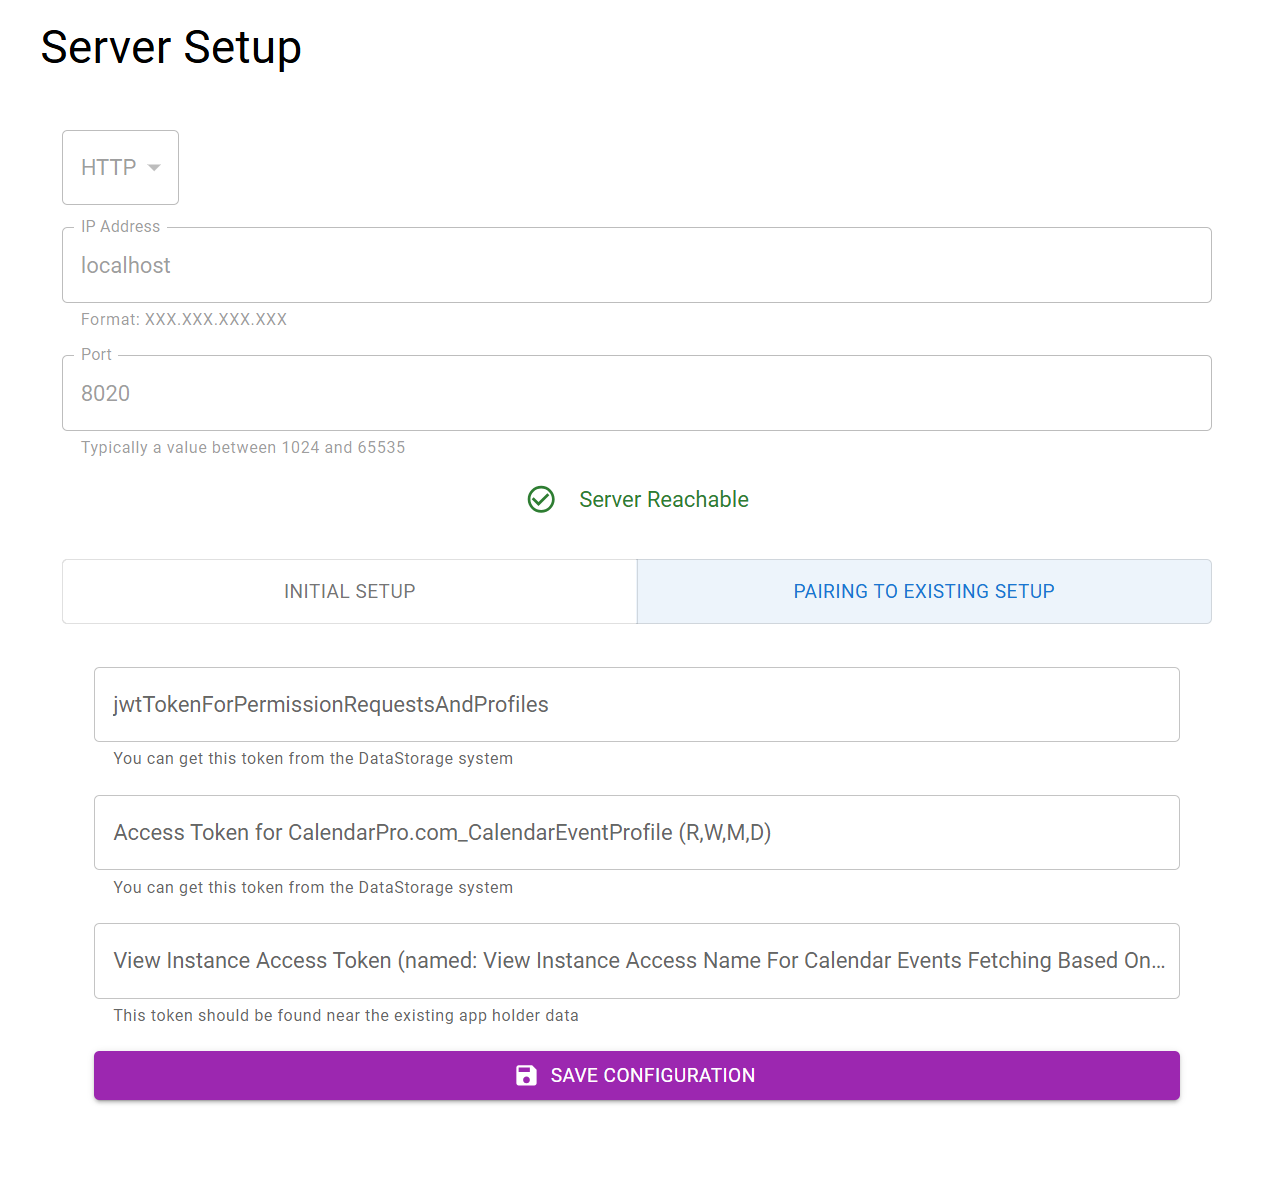 Server Setup
HTTP
IP Address
localhost
Format: XXX.XXX.XXX.XXX
Port
8020
Typically a value between 1024 and 65535
Server Reachable
INITIAL SETUP
PAIRING TO EXISTING SETUP
jwtTokenForPermissionRequestsAndProfiles
You can get this token from the DataStorage system
Access Token for CalendarPro.com_CalendarEventProfile (R,W,M,D)
You can get this token from the DataStorage system
View Instance Access Token (named: View Instance Access Name For Calendar Events Fetching Based On...
This token should be found near the existing app holder data
SAVE CONFIGURATION